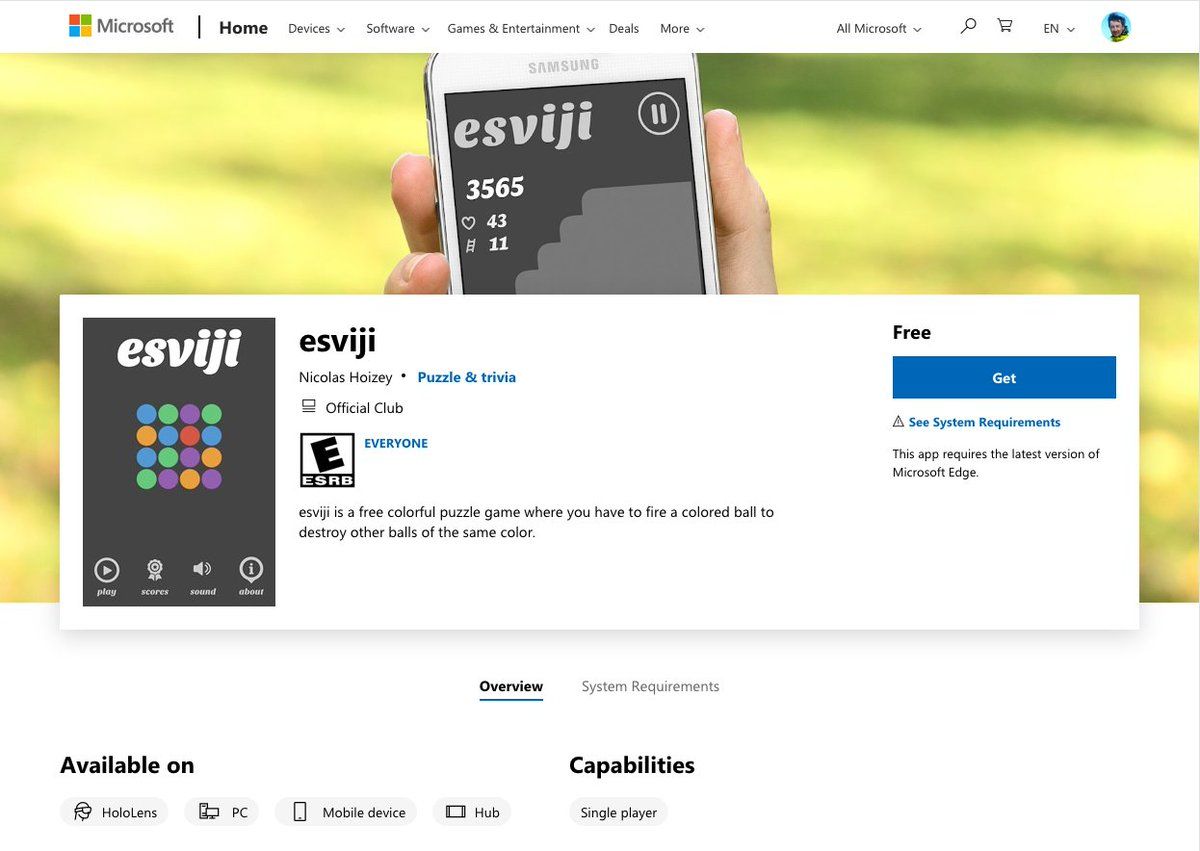 Microsoft
Home
Devices
Software
Games & Entertainment
Deals
More
All Microsoft
EN
SAMSUNG
esviji
3565
43
11
esviji
play
scores
sound
about
esviji
Nicolas Hoizey • Puzzle & trivia
Official Club
E
ESRB
EVERYONE
esviji is a free colorful puzzle game where you have to fire a colored ball to
destroy other balls of the same color.
Free
Get
See System Requirements
This app requires the latest version of
Microsoft Edge.
Overview
System Requirements
Available on
HoloLens
PC
Mobile device
Hub
Capabilities
Single player